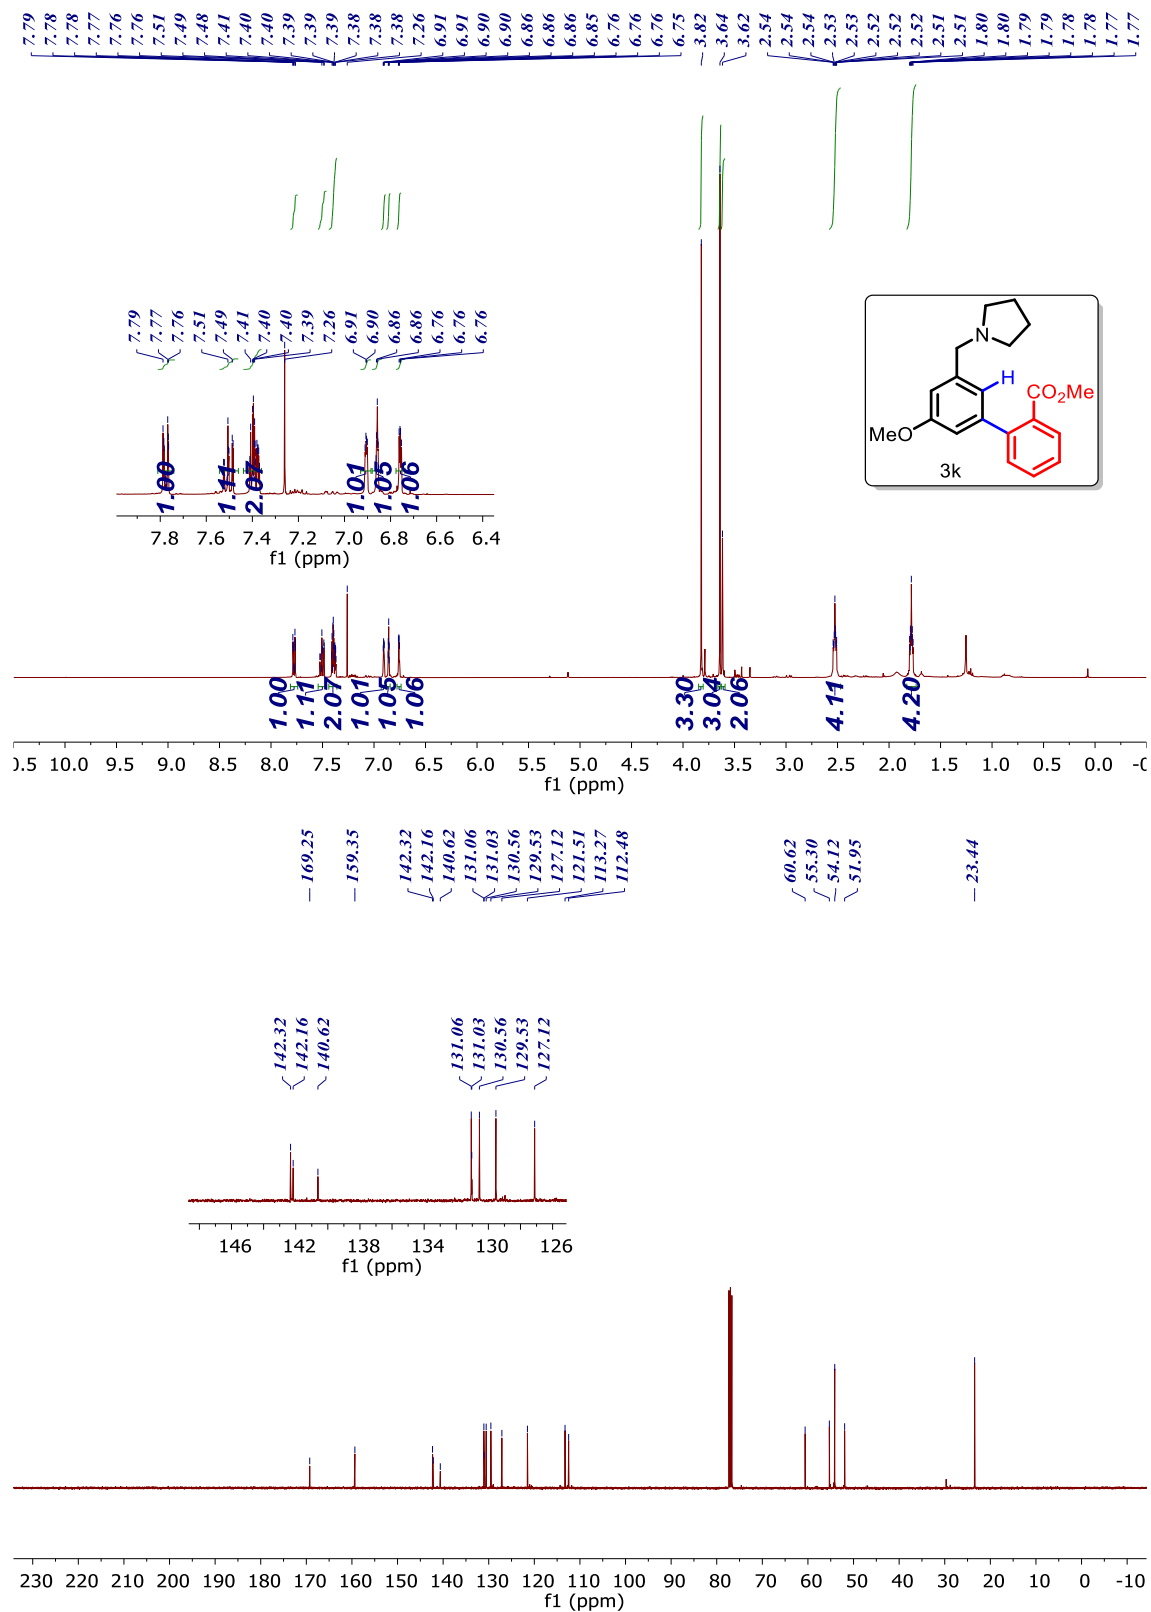 7.79 7.78 7.78 7.77 7.76 7.76 7.51 7.49 7.49 7.48 7.41 7.40 7.40 7.39 7.39 7.39 7.38 7.38 7.38 7.26 6.91 6.91 6.90 6.90 6.86 6.86 6.86 6.85 6.76 6.76 6.76 6.75 3.82 3.64 3.62 2.54 2.54 2.54 2.53 2.53 2.52 2.52 2.52 2.51 2.51 1.80 1.80 1.79 1.79 1.78 1.78 1.77 1.77
7.79 7.77 7.76 7.51 7.49 7.41 7.40 7.40 7.39 7.26 6.91 6.90 6.86 6.86 6.76 6.76 6.76
N
H
CO2Me
MeO
3k
1.00 1.11 2.07 1.01 1.05 1.06
7.8 7.6 7.4 7.2 7.0 6.8 6.6 6.4
f1 (ppm)
1.00 1.11 2.07 1.01 1.05 1.06 3.30 3.04 2.06 4.11 4.20
10.0 9.5 9.0 8.5 8.0 7.5 7.0 6.5 6.0 5.5 5.0 4.5 4.0 3.5 3.0 2.5 2.0 1.5 1.0 0.5 0.0
f1 (ppm)
169.25 159.35 142.32 142.16 140.62 131.06 131.03 130.56 129.53 127.12 121.51 113.27 112.48 60.62 55.30 54.12 51.95 23.44
142.32 142.16 140.62 131.06 131.03 130.56 129.53 127.12
146 142 138 134 130 126
f1 (ppm)
230 220 210 200 190 180 170 160 150 140 130 120 110 100 90 80 70 60 50 40 30 20 10 0 -10
f1 (ppm)